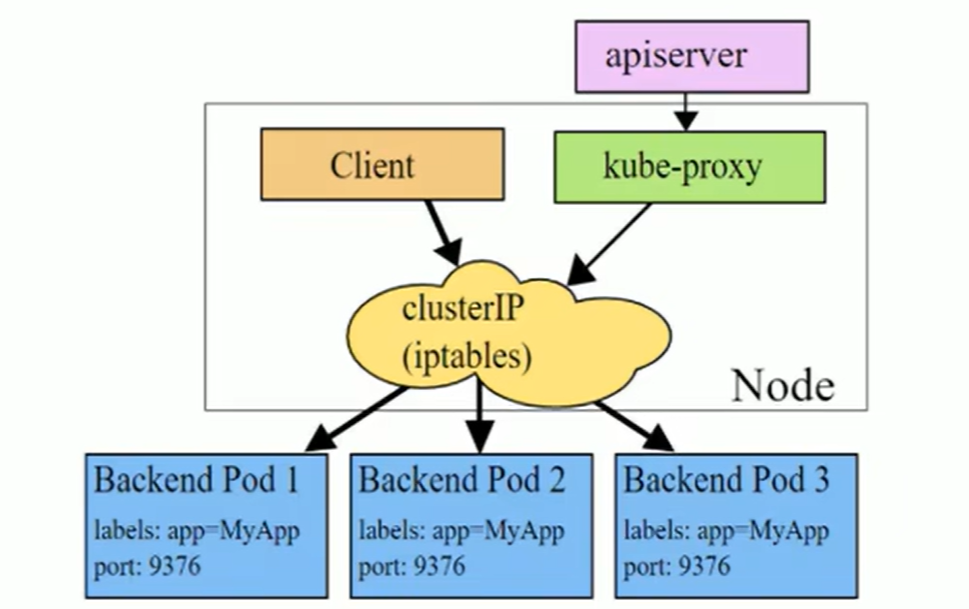 apiserver
Client
kube-proxy
clusterIP
(iptables)
Node
Backend Pod 1
labels: app=MyApp
port: 9376
Backend Pod 2
labels: app=MyApp
port: 9376
Backend Pod 3
labels: app=MyApp
port: 9376